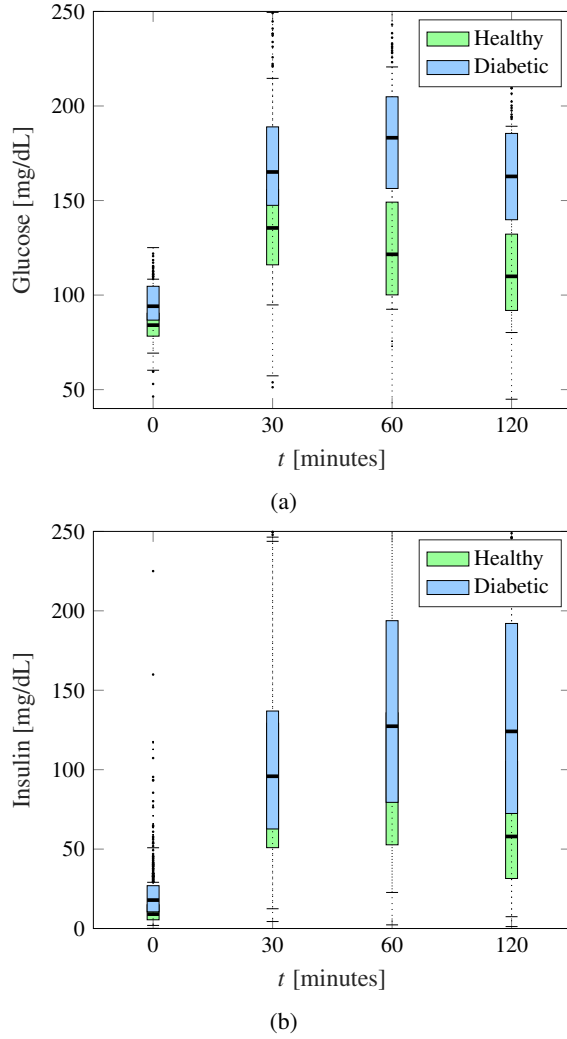 250
200
150
100
50
Glucose [mg/dL]
Healthy
Diabetic
0 30 60 120
t [minutes]
(a)
250
200
150
100
50
0
Insulin [mg/dL]
Healthy
Diabetic
0 30 60 120
t [minutes]
(b)